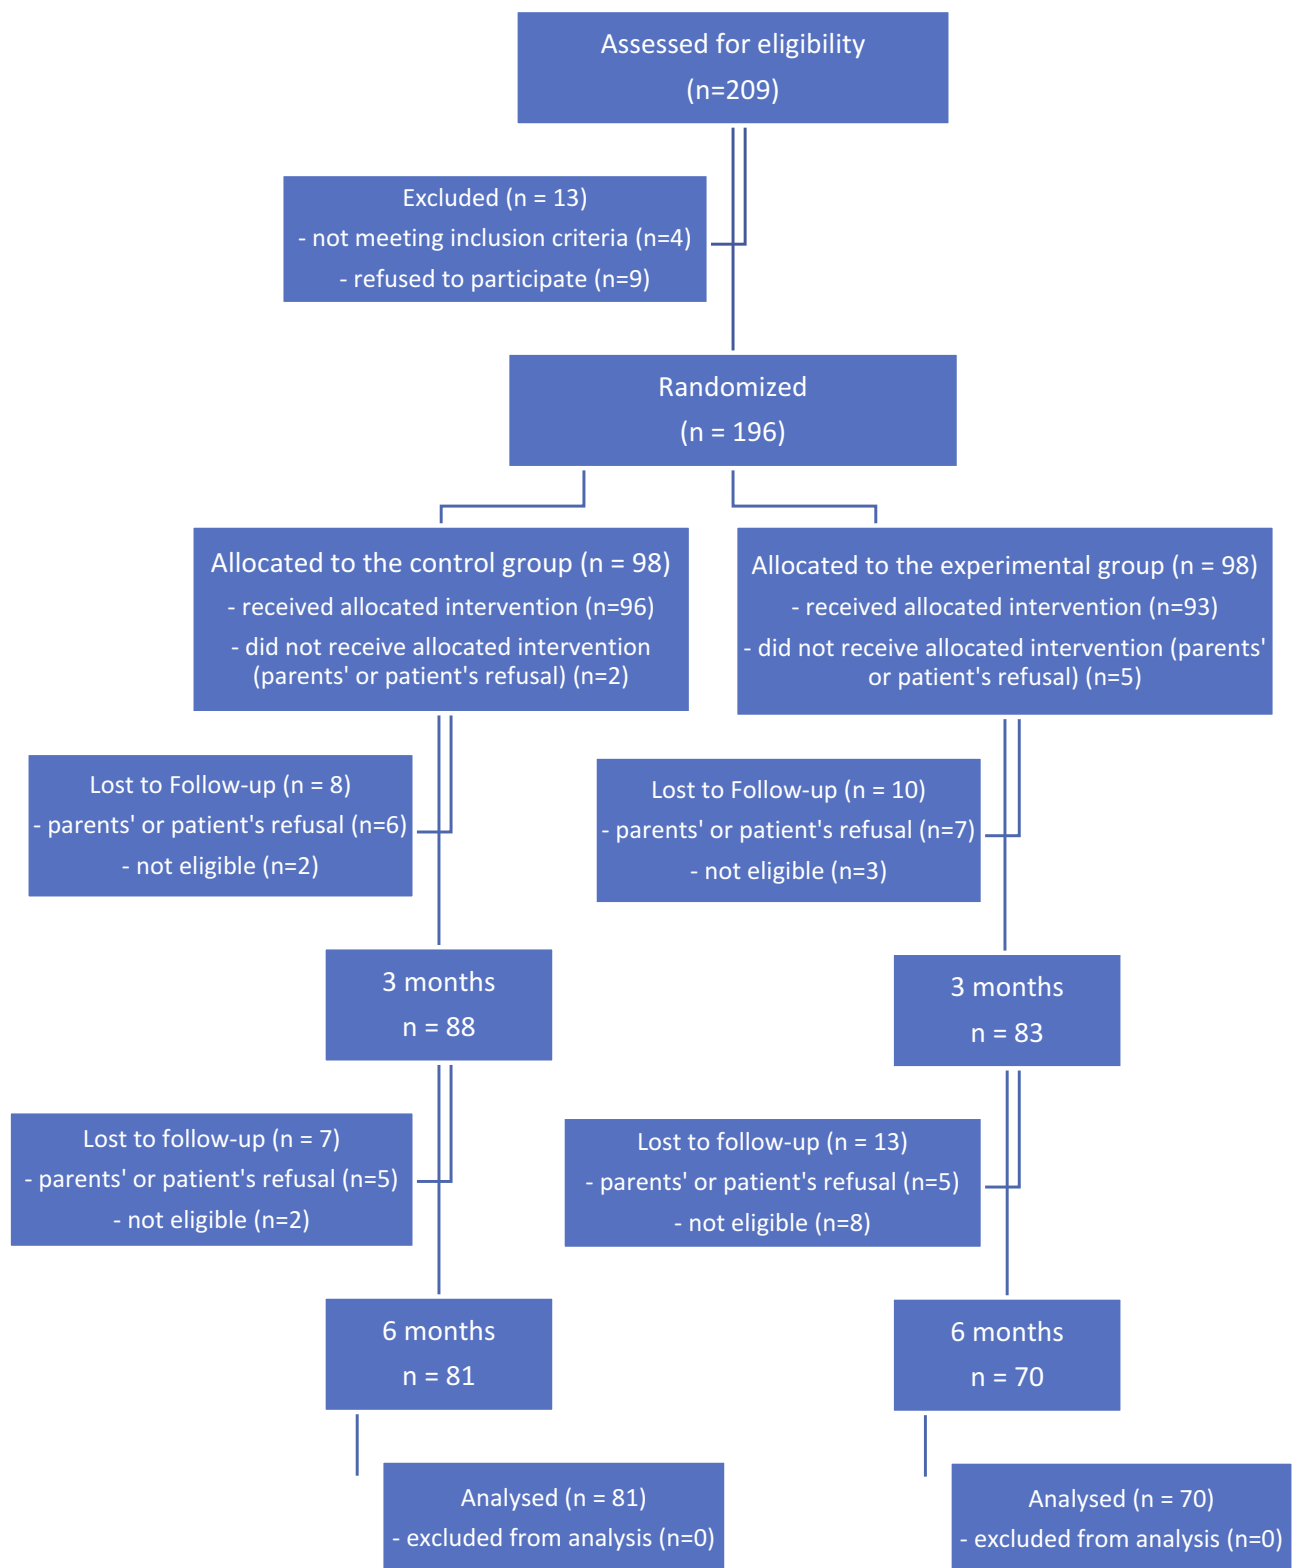 Assessed for eligibility
(n=209)
Excluded (n = 13)
- not meeting inclusion criteria (n=4)
- refused to participate (n=9)
Randomized
(n = 196)
Allocated to the control group (n = 98)
- received allocated intervention (n=96)
- did not receive allocated intervention
(parents' or patient's refusal) (n=2)
Allocated to the experimental group (n = 98)
- received allocated intervention (n=93)
- did not receive allocated intervention (parents'
or patient's refusal) (n=5)
Lost to Follow-up (n = 8)
- parents' or patient's refusal (n=6)
- not eligible (n=2)
Lost to Follow-up (n = 10)
- parents' or patient's refusal (n=7)
- not eligible (n=3)
3 months
n = 88
3 months
n = 83
Lost to follow-up (n = 7)
- parents' or patient's refusal (n=5)
- not eligible (n=2)
Lost to follow-up (n = 13)
- parents' or patient's refusal (n=5)
- not eligible (n=8)
6 months
n = 81
6 months
n = 70
Analysed (n = 81)
- excluded from analysis (n=0)
Analysed (n = 70)
- excluded from analysis (n=0)